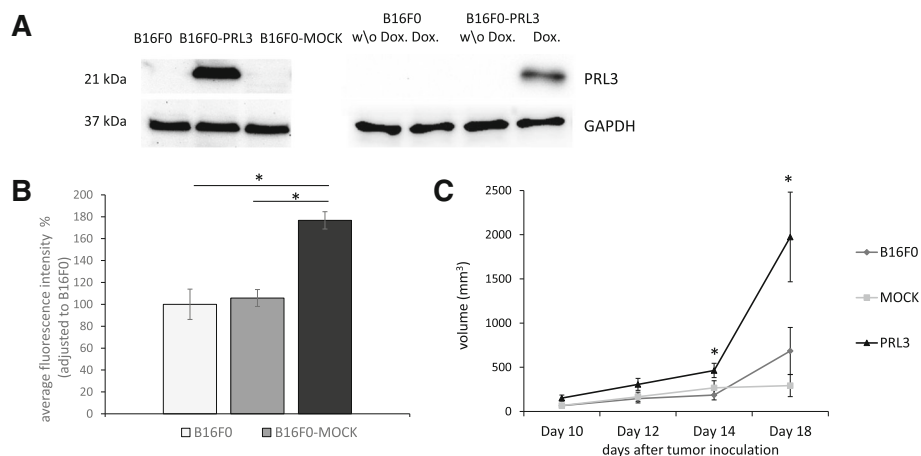 A
B16F0 B16F0-PRL3 B16F0-MOCK
B16F0 B16F0-PRL3
w/o Dox. Dox. w/o Dox. Dox.
21 kDa PRL3
37 kDa GAPDH
B
* 
*
average fluorescence intensity %
(adjusted to B16F0)
200
180
160
140
120
100
80
60
40
20
0
B16F0 B16F0-MOCK
C
*
*
volume (mm³)
2500
2000
1500
1000
500
0
Day 10 Day 12 Day 14 Day 18
days after tumor inoculation
B16F0
MOCK
PRL3